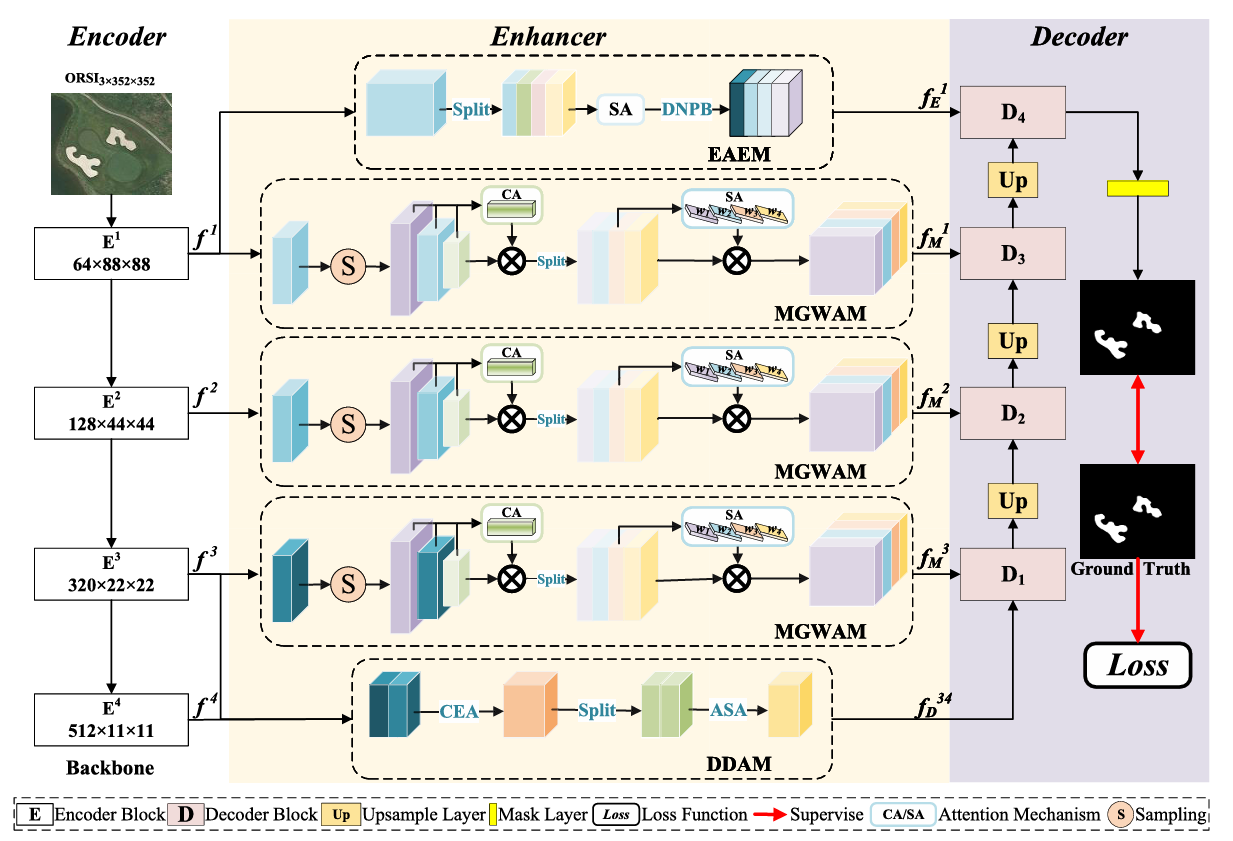 Encoder
Enhancer
Decoder
ORSI3×352×352
Split
SA
DNPB
EAEM
fE1
D4
Up
E1
64×88×88
f1
S
CA
Split
SA
W1 W2 W3 W4
MGWAM
fM1
D3
Up
E2
128×44×44
f2
S
CA
Split
SA
W1 W2 W3 W4
MGWAM
fM2
D2
Up
E3
320×22×22
f3
S
CA
Split
SA
W1 W2 W3 W4
MGWAM
fM3
D1
Ground Truth
Loss
E4
512×11×11
f4
Backbone
CEA
Split
ASA
DDAM
fD34
E Encoder Block D Decoder Block Up Upsample Layer Mask Layer Loss Loss Function Supervise CA/SA Attention Mechanism S Sampling